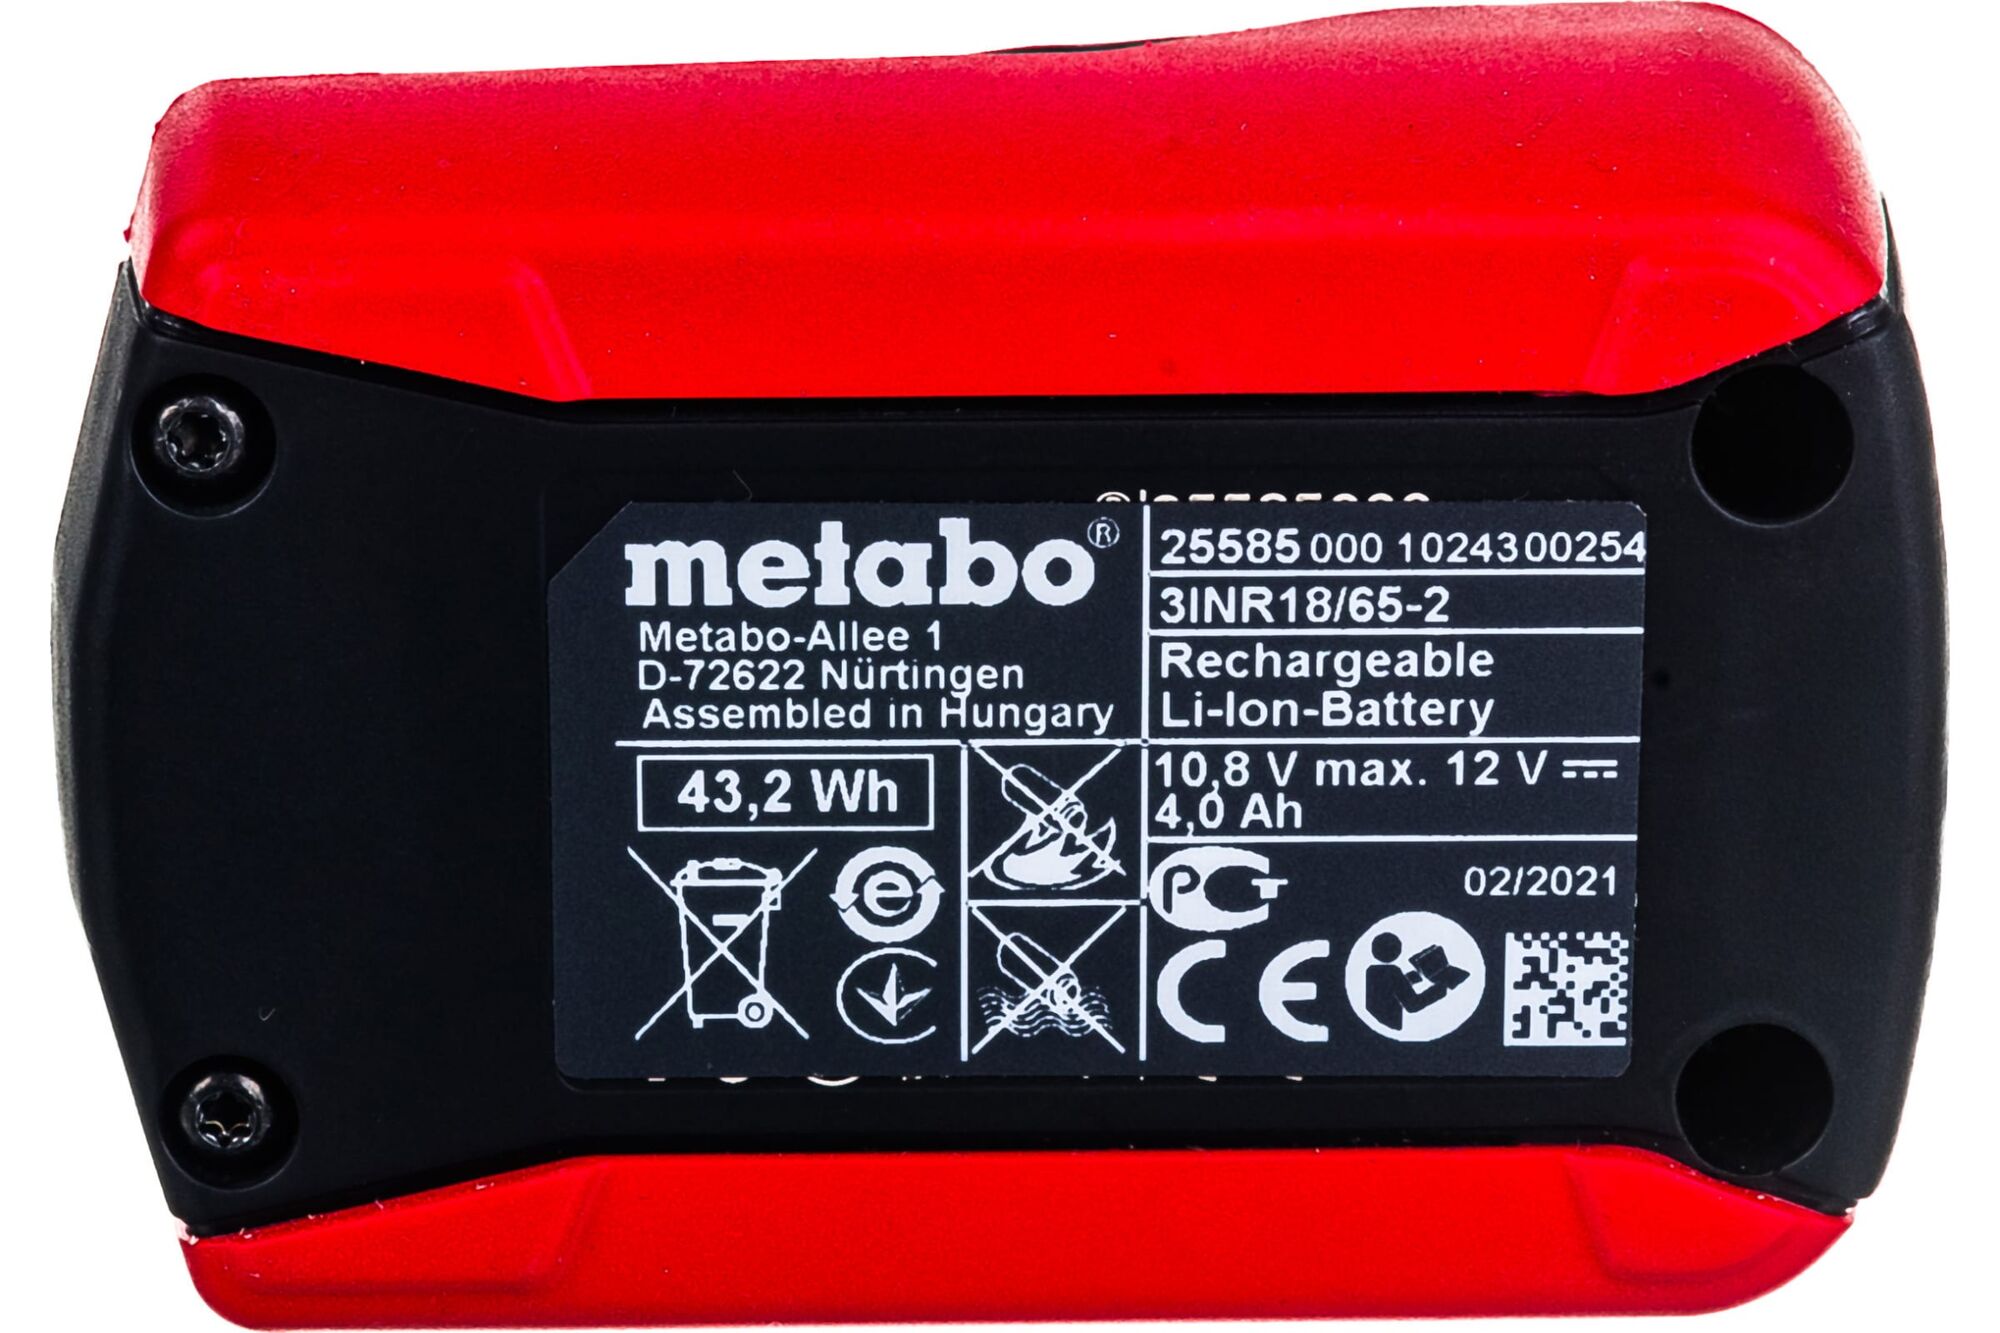 metabo®
Metabo-Allee 1
D-72622 Nürtingen
Assembled in Hungary
43,2 Wh
25585 000 1024300254
3INR18/65-2
Rechargeable
Li-Ion-Battery
10,8 V max. 12 V
4,0 Ah
02/2021
CE